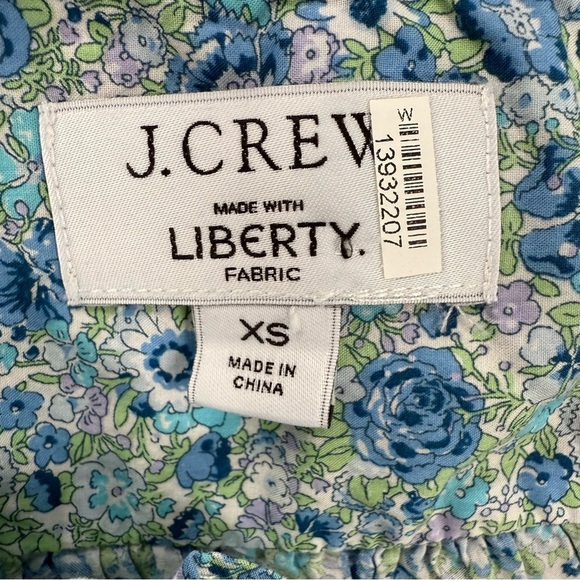 J.CREW
MADE WITH
LIBERTY.
FABRIC
W
13932207
XS
MADE IN
CHINA